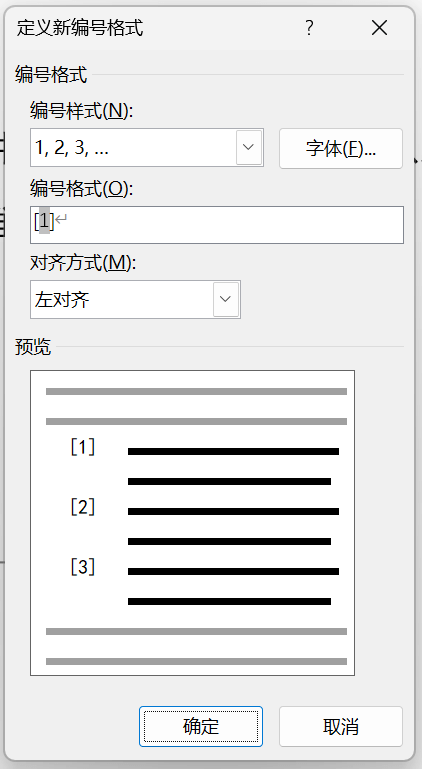 定义新编号格式 ?
编号格式
编号样式(N):
1, 2, 3, ...
字体(F)...
编号格式(O):
[1]↵
对齐方式(M):
左对齐
预览
[1]
[2]
[3]
确定 取消